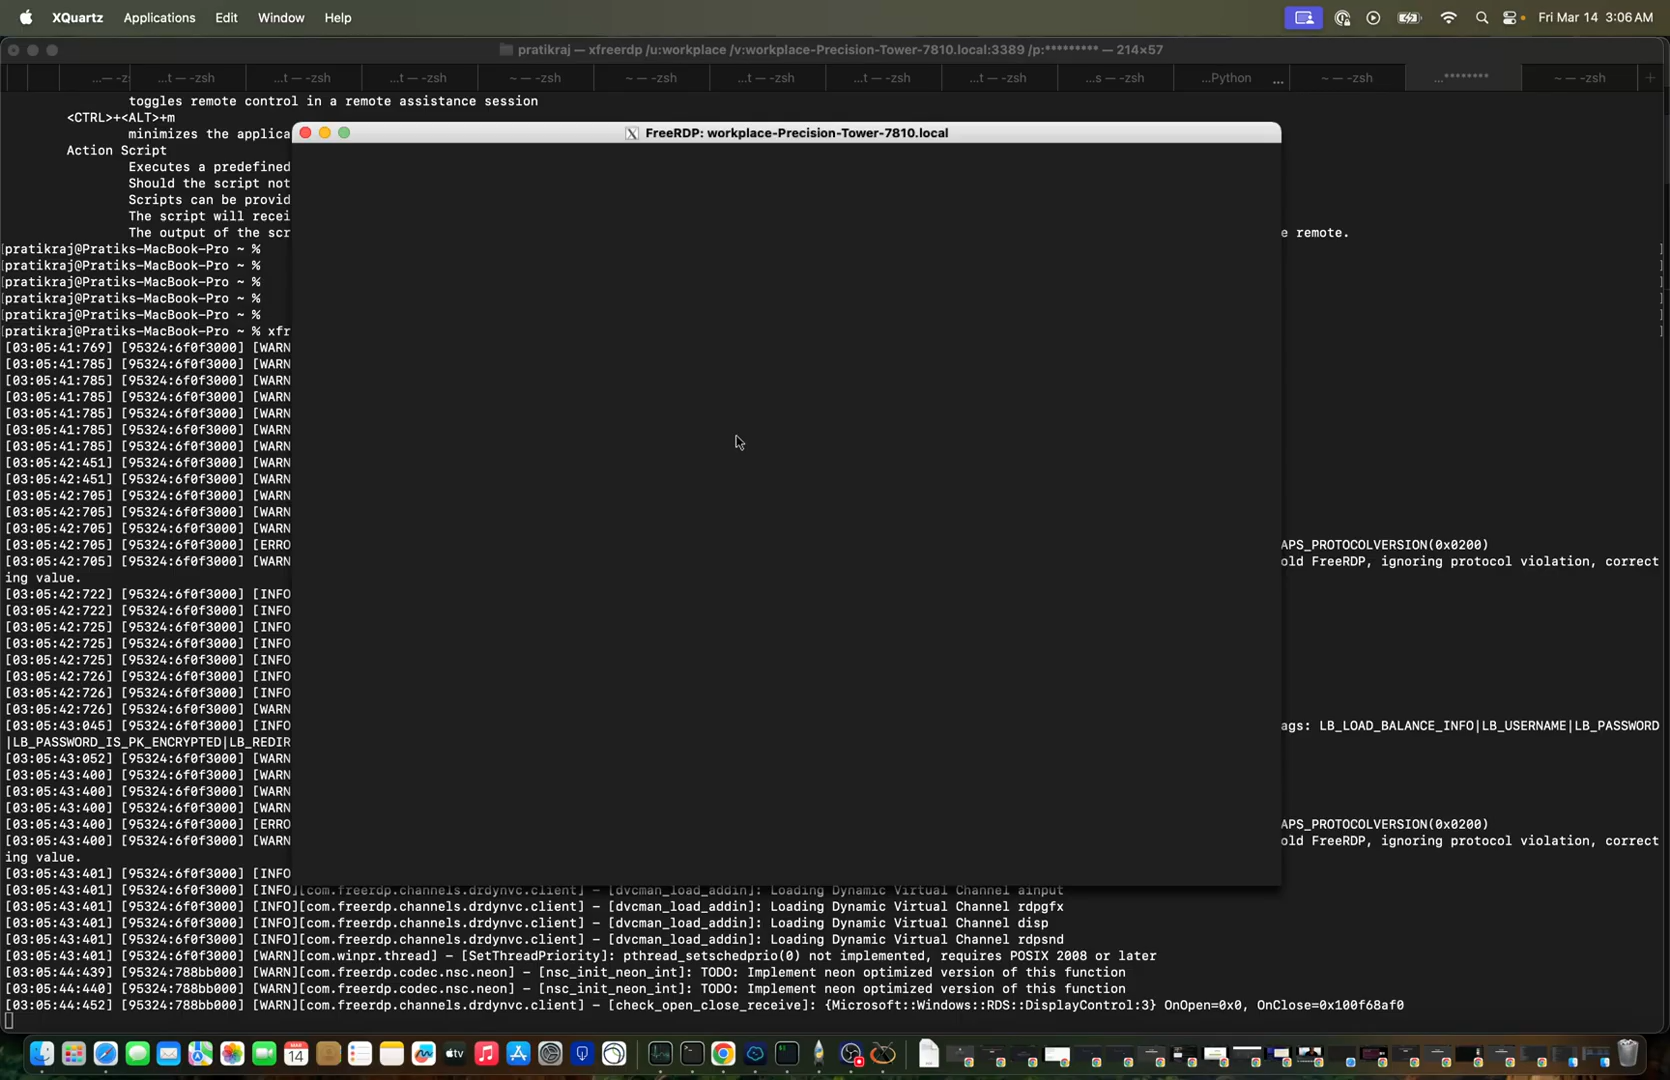 XQuartz Applications Edit Window Help Fri Mar 14 3:06 AM
pratikraj — xfreerdp /u:workplace /v:workplace-Precision-Tower-7810.local:3389 /p:********* — 214×57
...— -zs ...t — -zsh ...t — -zsh ...t — -zsh ~ — -zsh ~ — -zsh ...t — -zsh ...t — -zsh ...t — -zsh ...s — -zsh ...Python ... ~ — -zsh ...******** ~ — -zsh
toggles remote control in a remote assistance session
<CTRL>+<ALT>+m
minimizes the applica
FreeRDP: workplace-Precision-Tower-7810.local
Action Script
Executes a predefined
Should the script not
Scripts can be provid
The script will recei
The output of the scr e remote.
[pratikraj@Pratiks-MacBook-Pro ~ % ]
[pratikraj@Pratiks-MacBook-Pro ~ % ]
[pratikraj@Pratiks-MacBook-Pro ~ % ]
[pratikraj@Pratiks-MacBook-Pro ~ % ]
[pratikraj@Pratiks-MacBook-Pro ~ % ]
[pratikraj@Pratiks-MacBook-Pro ~ % xfr ]
[03:05:41:769] [95324:6f0f3000] [WARN
[03:05:41:785] [95324:6f0f3000] [WARN
[03:05:41:785] [95324:6f0f3000] [WARN
[03:05:41:785] [95324:6f0f3000] [WARN
[03:05:41:785] [95324:6f0f3000] [WARN
[03:05:41:785] [95324:6f0f3000] [WARN
[03:05:41:785] [95324:6f0f3000] [WARN
[03:05:42:451] [95324:6f0f3000] [WARN
[03:05:42:451] [95324:6f0f3000] [WARN
[03:05:42:705] [95324:6f0f3000] [WARN
[03:05:42:705] [95324:6f0f3000] [WARN
[03:05:42:705] [95324:6f0f3000] [WARN
[03:05:42:705] [95324:6f0f3000] [ERRO APS_PROTOCOLVERSION(0x0200)
[03:05:42:705] [95324:6f0f3000] [WARN old FreeRDP, ignoring protocol violation, correct
ing value.
[03:05:42:722] [95324:6f0f3000] [INFO
[03:05:42:722] [95324:6f0f3000] [INFO
[03:05:42:725] [95324:6f0f3000] [INFO
[03:05:42:725] [95324:6f0f3000] [INFO
[03:05:42:725] [95324:6f0f3000] [INFO
[03:05:42:726] [95324:6f0f3000] [INFO
[03:05:42:726] [95324:6f0f3000] [INFO
[03:05:42:726] [95324:6f0f3000] [WARN
[03:05:43:045] [95324:6f0f3000] [INFO ags: LB_LOAD_BALANCE_INFO|LB_USERNAME|LB_PASSWORD
|LB_PASSWORD_IS_PK_ENCRYPTED|LB_REDIR
[03:05:43:052] [95324:6f0f3000] [WARN
[03:05:43:400] [95324:6f0f3000] [WARN
[03:05:43:400] [95324:6f0f3000] [WARN
[03:05:43:400] [95324:6f0f3000] [WARN
[03:05:43:400] [95324:6f0f3000] [ERRO APS_PROTOCOLVERSION(0x0200)
[03:05:43:400] [95324:6f0f3000] [WARN old FreeRDP, ignoring protocol violation, correct
ing value.
[03:05:43:401] [95324:6f0f3000] [INFO
[03:05:43:401] [95324:6f0f3000] [INFO][com.freerdp.channels.drdynvc.client] - [dvcman_load_addin]: Loading Dynamic Virtual Channel ainput
[03:05:43:401] [95324:6f0f3000] [INFO][com.freerdp.channels.drdynvc.client] - [dvcman_load_addin]: Loading Dynamic Virtual Channel rdpgfx
[03:05:43:401] [95324:6f0f3000] [INFO][com.freerdp.channels.drdynvc.client] - [dvcman_load_addin]: Loading Dynamic Virtual Channel disp
[03:05:43:401] [95324:6f0f3000] [INFO][com.freerdp.channels.drdynvc.client] - [dvcman_load_addin]: Loading Dynamic Virtual Channel rdpsnd
[03:05:43:401] [95324:6f0f3000] [WARN][com.winpr.thread] - [SetThreadPriority]: pthread_setschedprio(0) not implemented, requires POSIX 2008 or later
[03:05:44:439] [95324:788bb000] [WARN][com.freerdp.codec.nsc.neon] - [nsc_init_neon_int]: TODO: Implement neon optimized version of this function
[03:05:44:440] [95324:788bb000] [WARN][com.freerdp.codec.nsc.neon] - [nsc_init_neon_int]: TODO: Implement neon optimized version of this function
[03:05:44:452] [95324:788bb000] [WARN][com.freerdp.channels.drdynvc.client] - [check_open_close_receive]: {Microsoft::Windows::RDS::DisplayControl:3} OnOpen=0x0, OnClose=0x100f68af0
MAR
14
tv